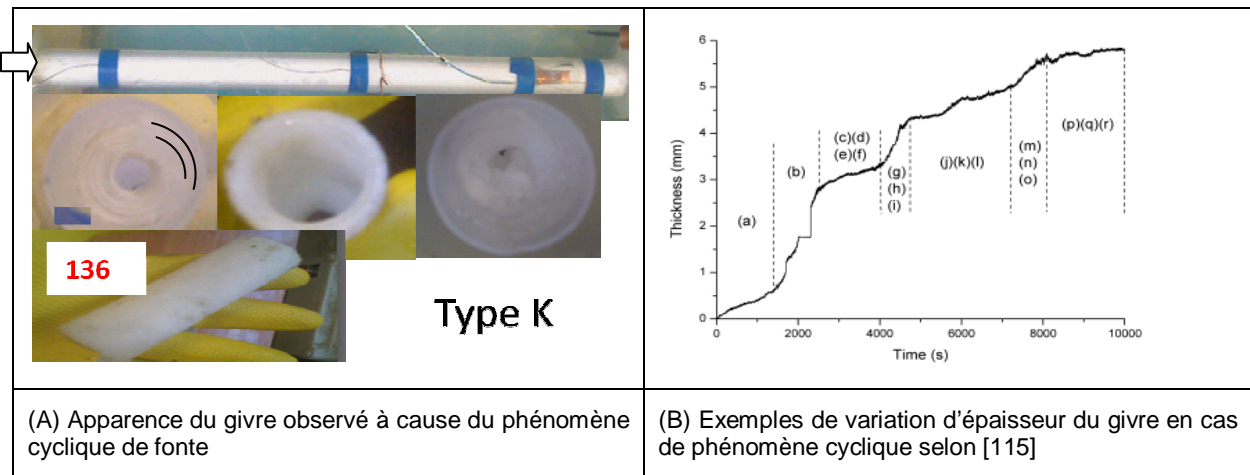 136
Type K
6
5
4
3
2
1
0
Thickness (mm)
(a)
(b)
(c)(d)
(e)(f)
(g)
(h)
(i)
(j)(k)(l)
(m)
(n)
(o)
(p)(q)(r)
0 2000 4000 6000 8000 10000
Time (s)
(A) Apparence du givre observé à cause du phénomène
cyclique de fonte
(B) Exemples de variation d'épaisseur du givre en cas
de phénomène cyclique selon [115]